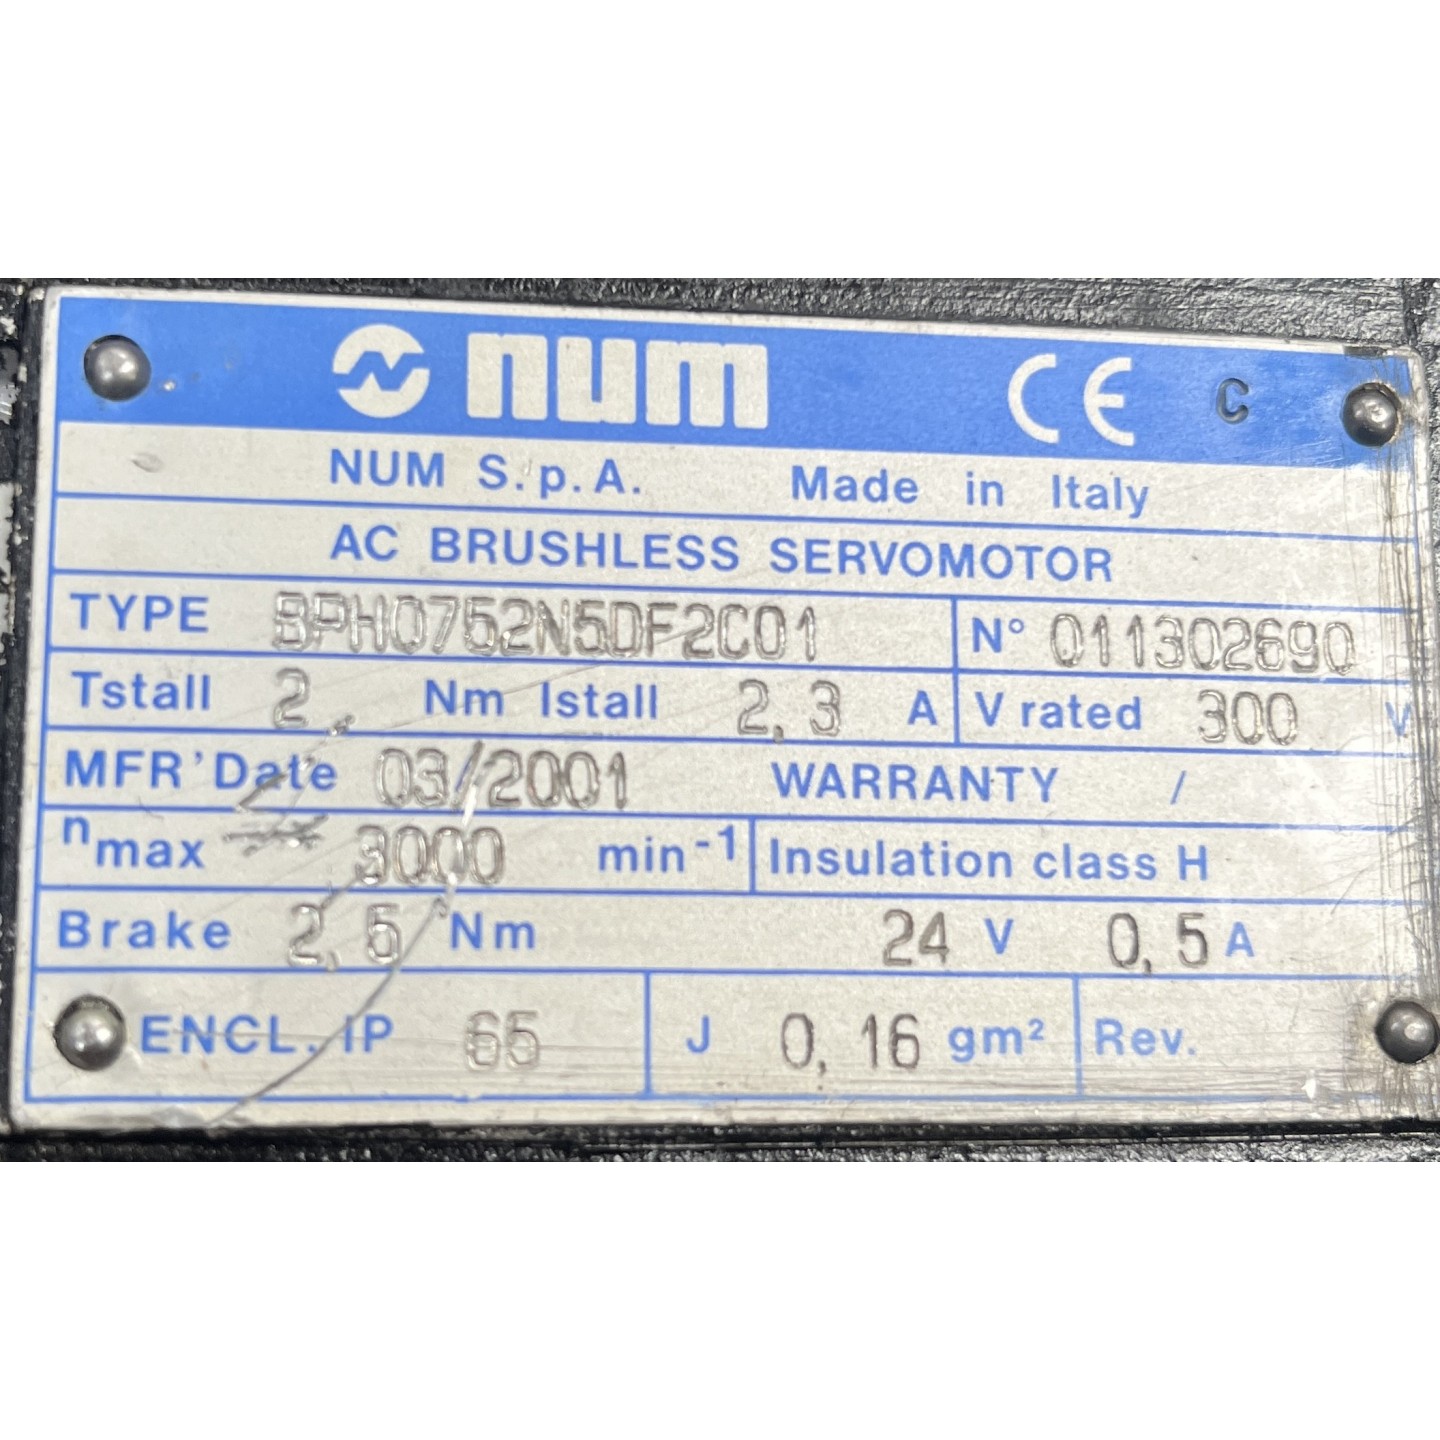 num CE C
NUM S.p.A. Made in Italy
AC BRUSHLESS SERVOMOTOR
TYPE BPH0752N5DF2C01 N° 011302690
Tstall 2, Nm Istall 2,3 A V rated 300 V
MFR'Date 03/2001 WARRANTY /
nmax 3000 min-1 Insulation class H
Brake 2,5 Nm 24 V 0,5 A
ENCL. IP 65 J 0,16 gm² Rev.